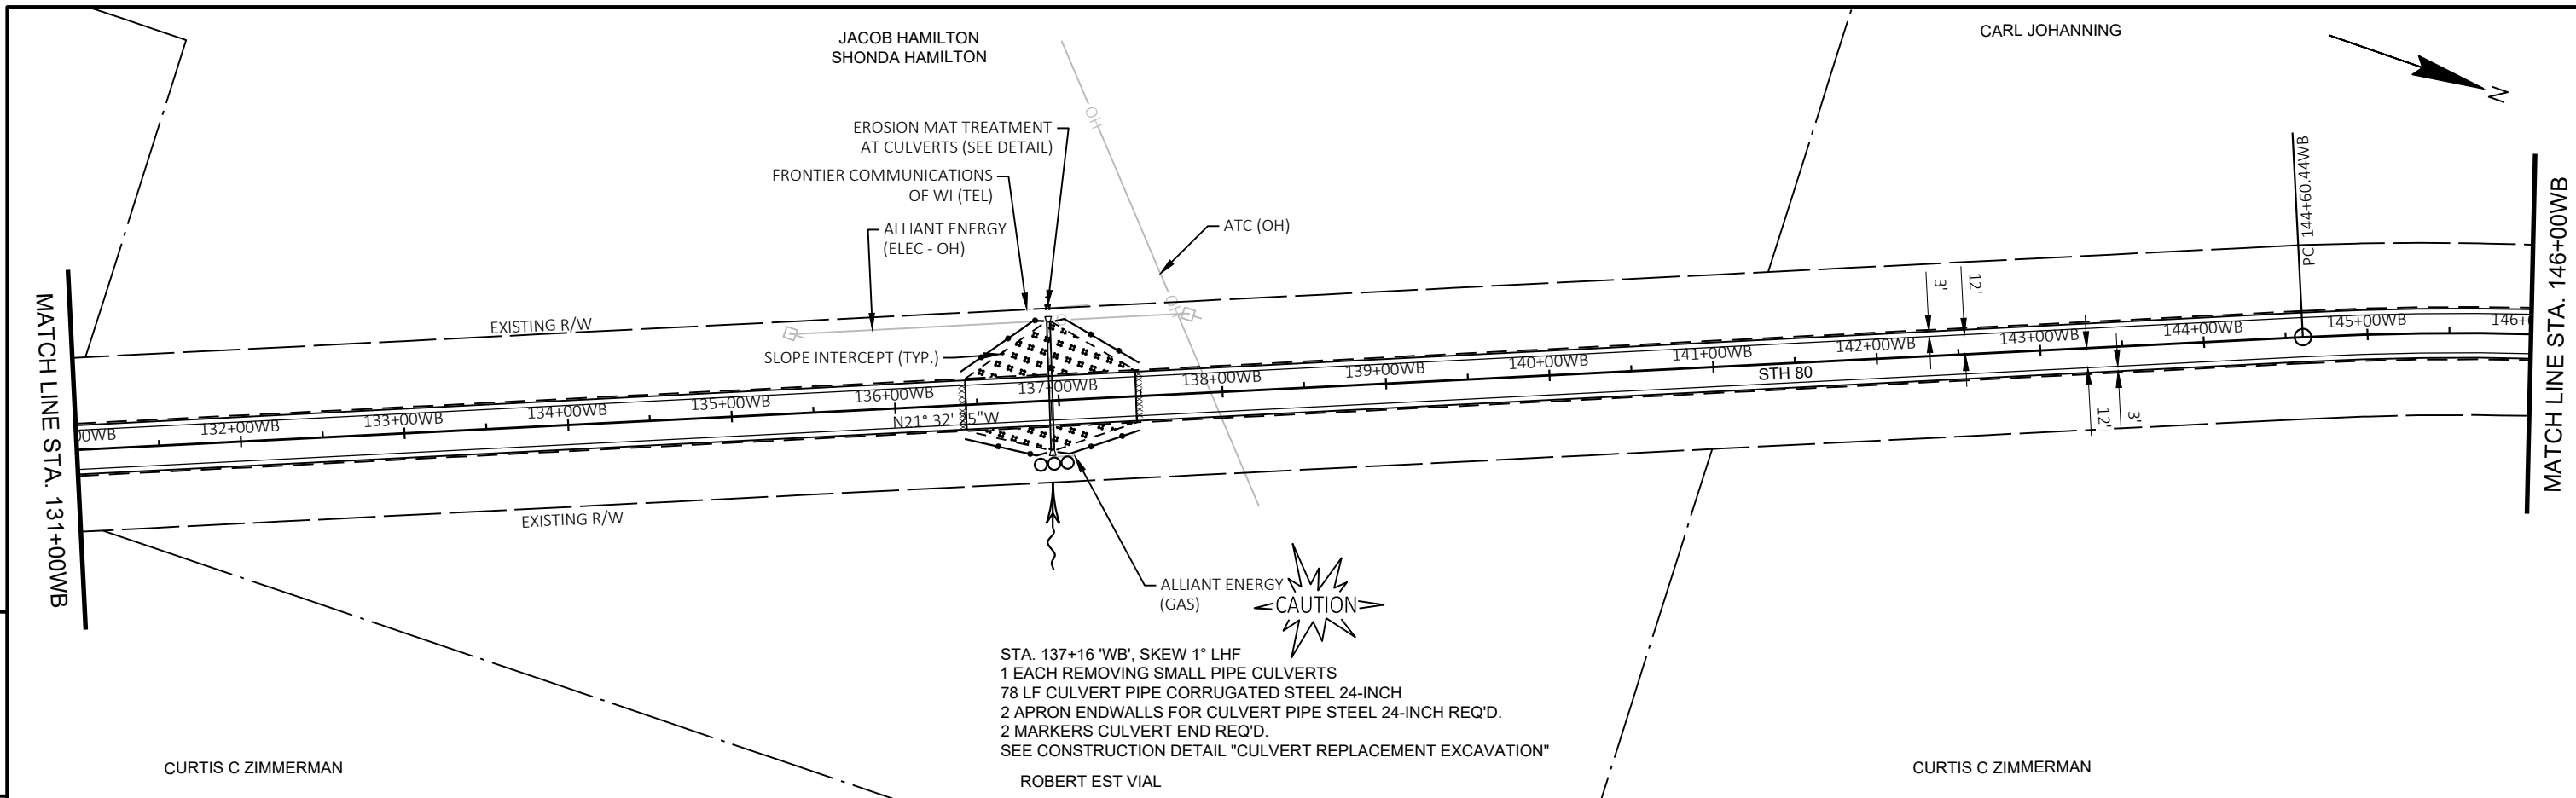 JACOB HAMILTON
SHONDA HAMILTON
CARL JOHANNING
N
EROSION MAT TREATMENT
AT CULVERTS (SEE DETAIL)
FRONTIER COMMUNICATIONS
OF WI (TEL)
ALLIANT ENERGY
(ELEC - OH)
ATC (OH)
OH
OH
PC 144+60.44WB
MATCH LINE STA. 131+00WB
MATCH LINE STA. 146+00WB
EXISTING R/W
SLOPE INTERCEPT (TYP.)
3'
12'
00WB
132+00WB
133+00WB
134+00WB
135+00WB
136+00WB
137+00WB
138+00WB
139+00WB
140+00WB
141+00WB
142+00WB
143+00WB
144+00WB
145+00WB
146+
STH 80
N21° 32'
12'
3'
EXISTING R/W
ALLIANT ENERGY
(GAS)
CAUTION
STA. 137+16 'WB', SKEW 1° LHF
1 EACH REMOVING SMALL PIPE CULVERTS
78 LF CULVERT PIPE CORRUGATED STEEL 24-INCH
2 APRON ENDWALLS FOR CULVERT PIPE STEEL 24-INCH REQ'D.
2 MARKERS CULVERT END REQ'D.
SEE CONSTRUCTION DETAIL "CULVERT REPLACEMENT EXCAVATION"
ROBERT EST VIAL
CURTIS C ZIMMERMAN
CURTIS C ZIMMERMAN